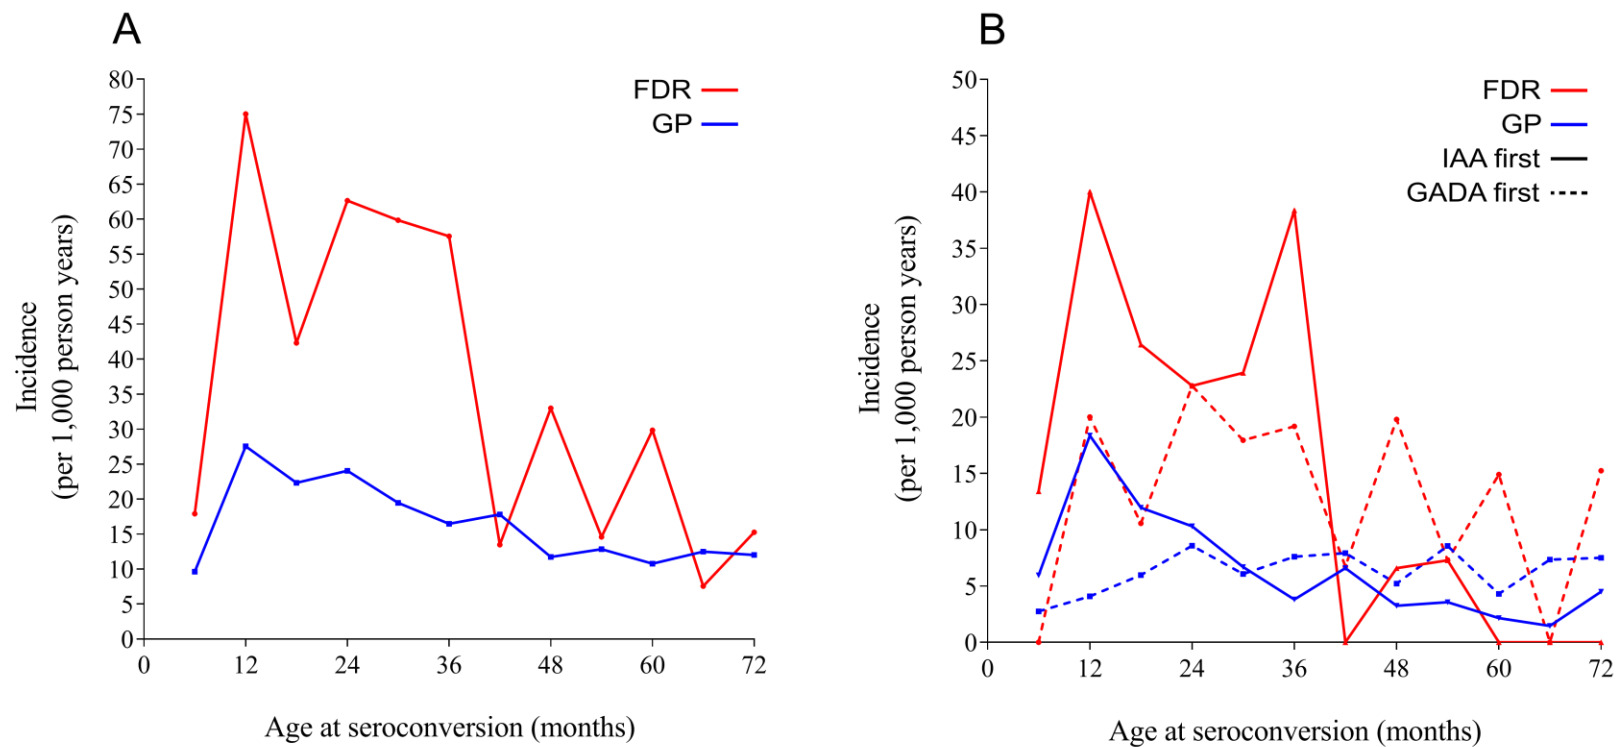 A
80
75
70
65
60
55
50
45
40
35
30
25
20
15
10
5
0
0 12 24 36 48 60 72
Incidence
(per 1,000 person years)
Age at seroconversion (months)
FDR
GP
B
50
45
40
35
30
25
20
15
10
5
0
0 12 24 36 48 60 72
Incidence
(per 1,000 person years)
Age at seroconversion (months)
FDR
GP
IAA first
GADA first